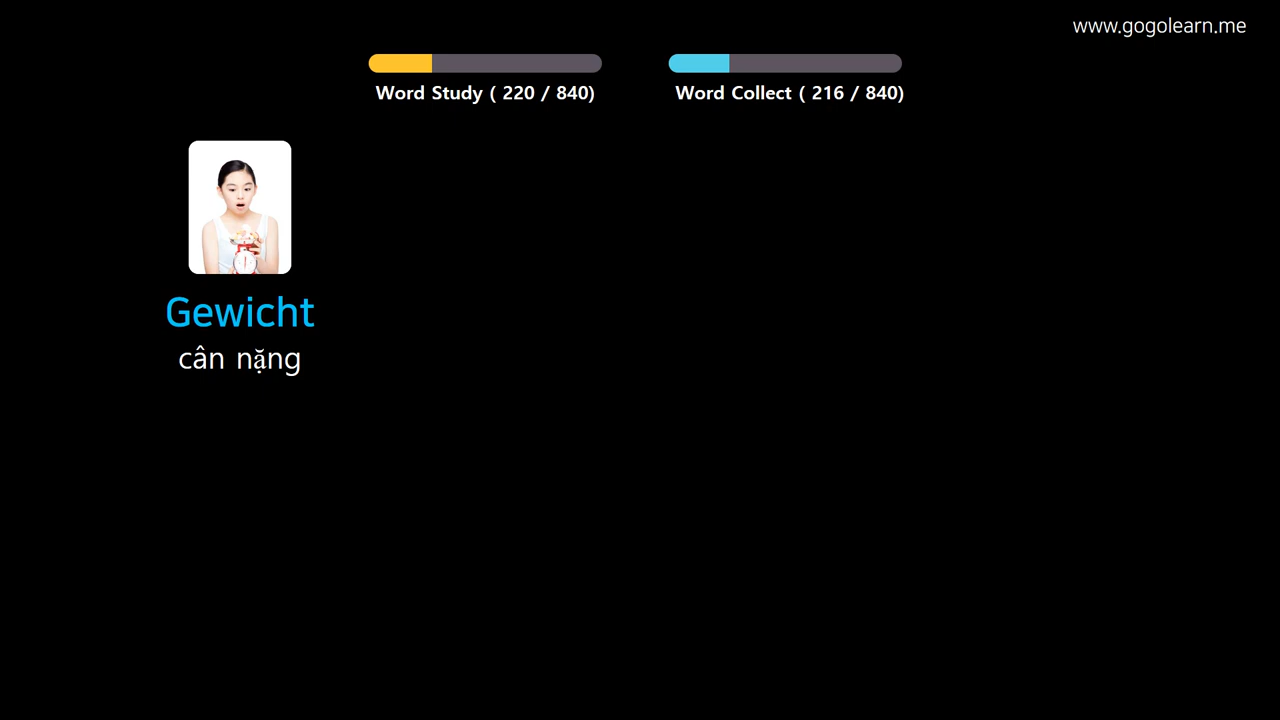 www.gogolearn.me
Word Study ( 220 / 840)
Word Collect ( 216 / 840)
Gewicht
cân nặng